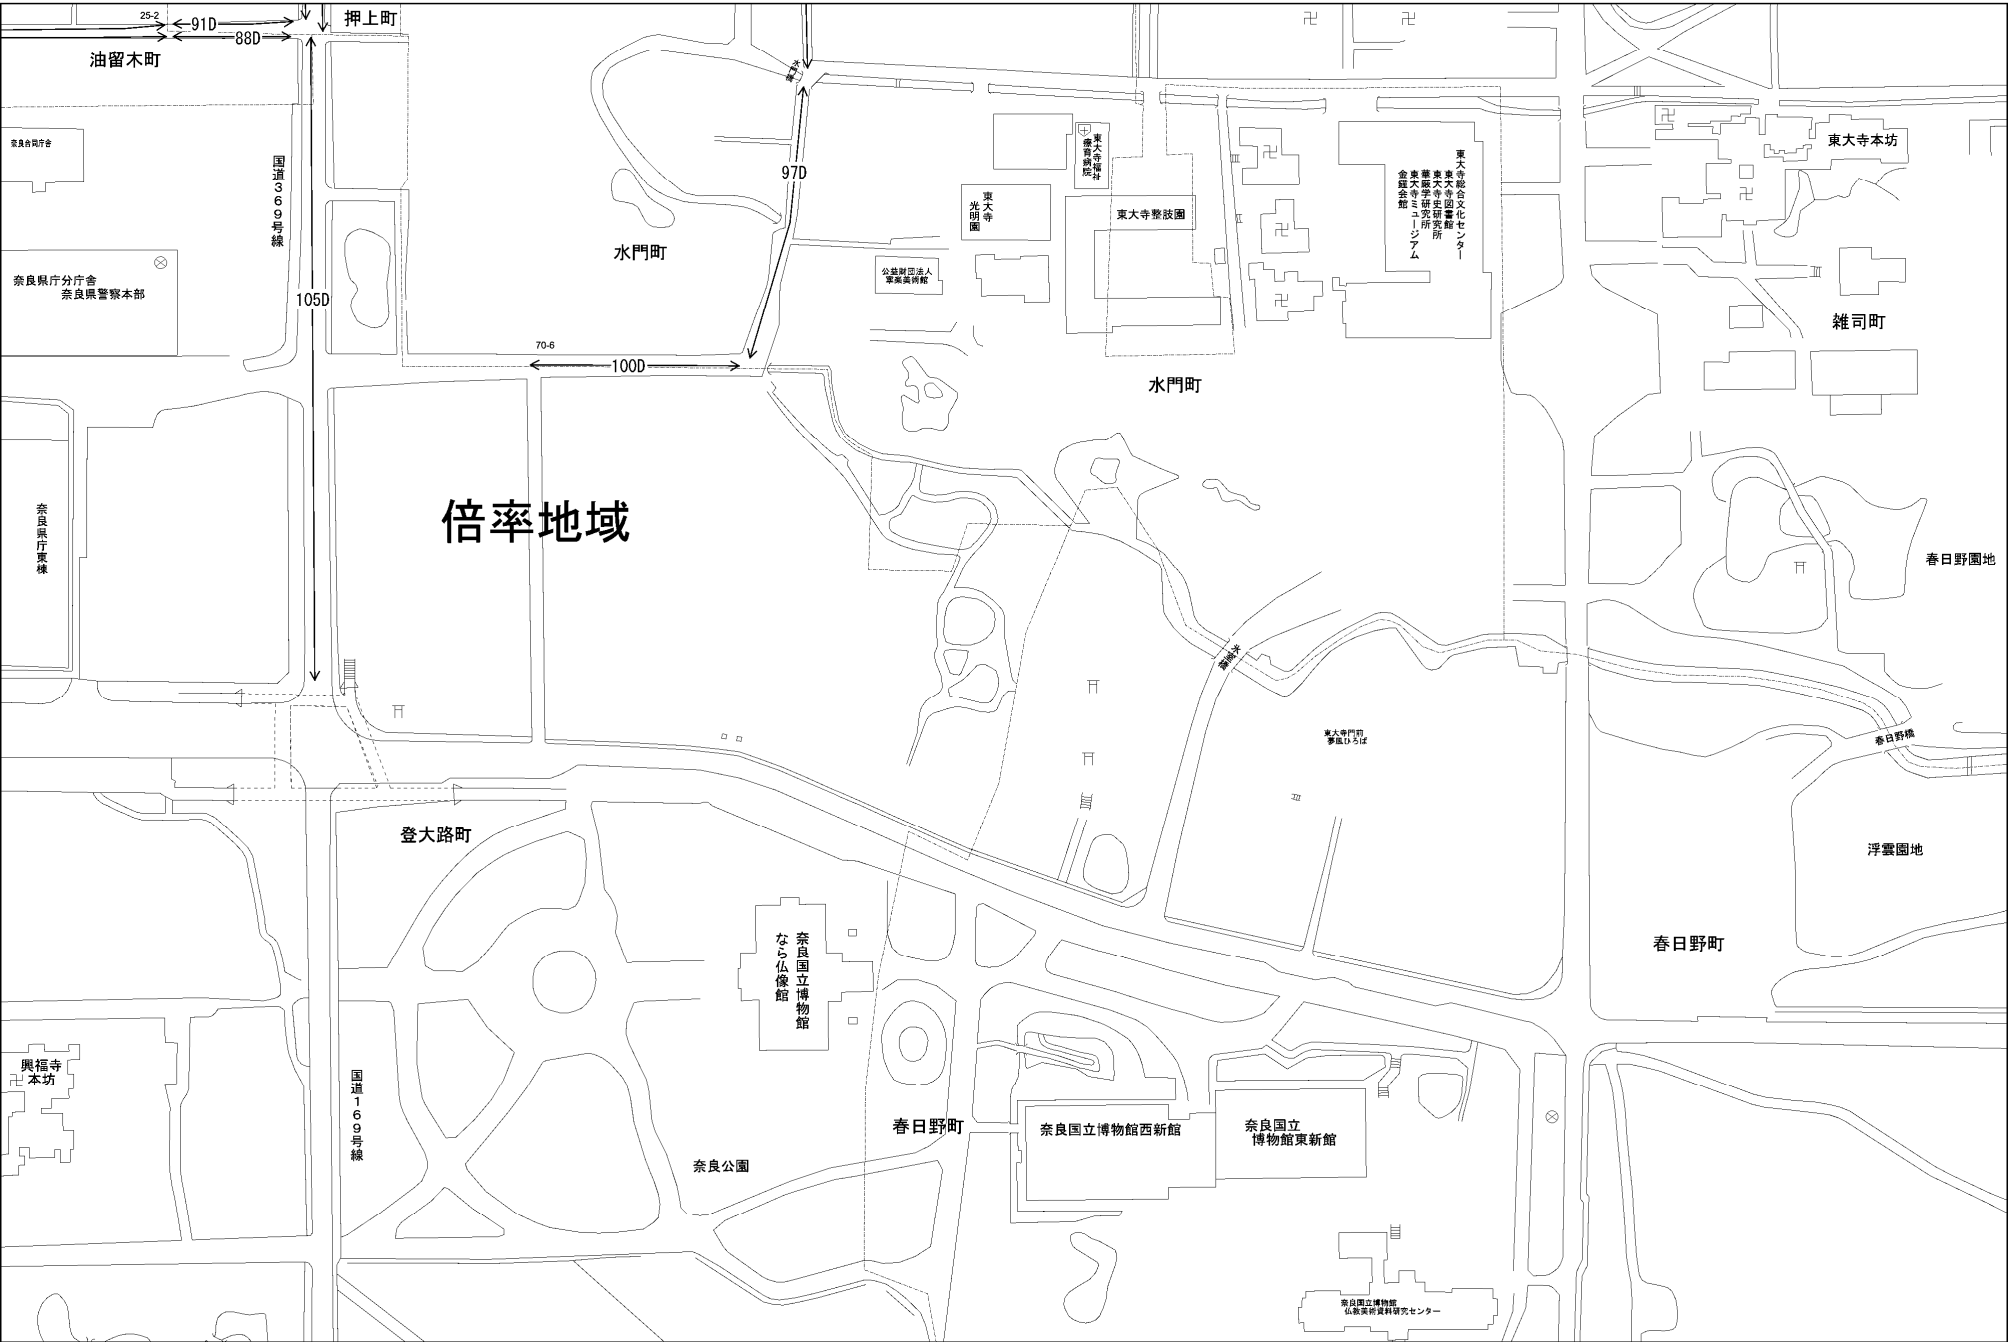 25-2
91D
88D
押上町
油留木町
水門橋
奈良合同庁舎
国道369号線
97D
東大寺福祉
療育病院
東大寺
光明園
東大寺整肢園
東大寺総合文化センター
東大寺図書館
東大寺史研究所
華厳学研究所
東大寺ミュージアム
金鐘会館
東大寺本坊
奈良県庁分庁舎
奈良県警察本部
105D
水門町
公益財団法人
寧楽美術館
雑司町
70-6
100D
水門町
倍率地域
奈良県庁東棟
春日野園地
氷室橋
東大寺門前
夢風ひろば
春日野橋
登大路町
浮雲園地
奈良国立博物館
なら仏像館
春日野町
興福寺
本坊
国道169号線
春日野町
奈良国立博物館西新館
奈良国立
博物館東新館
奈良公園
奈良国立博物館
仏教美術資料研究センター